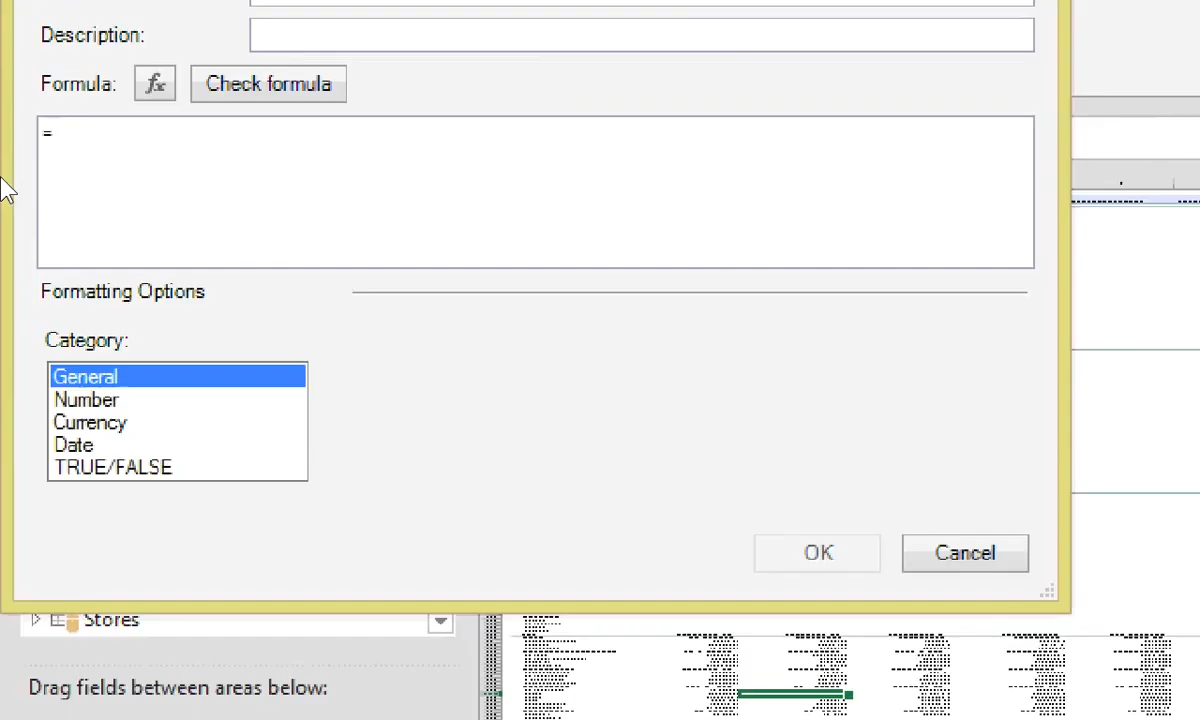 Description:
Formula: fx Check formula
=
Formatting Options
Category:
General
Number
Currency
Date
TRUE/FALSE
OK Cancel
Stores
Drag fields between areas below: